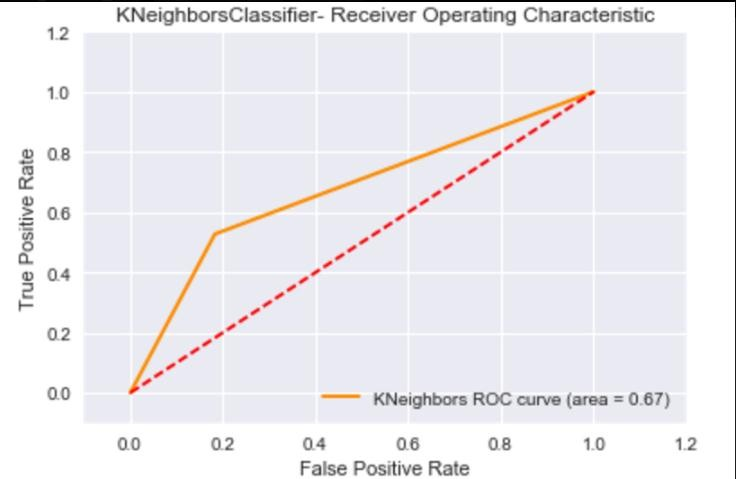 KNeighborsClassifier- Receiver Operating Characteristic
1.2
1.0
0.8
0.6
0.4
0.2
0.0
True Positive Rate
KNeighbors ROC curve (area = 0.67)
0.0 0.2 0.4 0.6 0.8 1.0 1.2
False Positive Rate